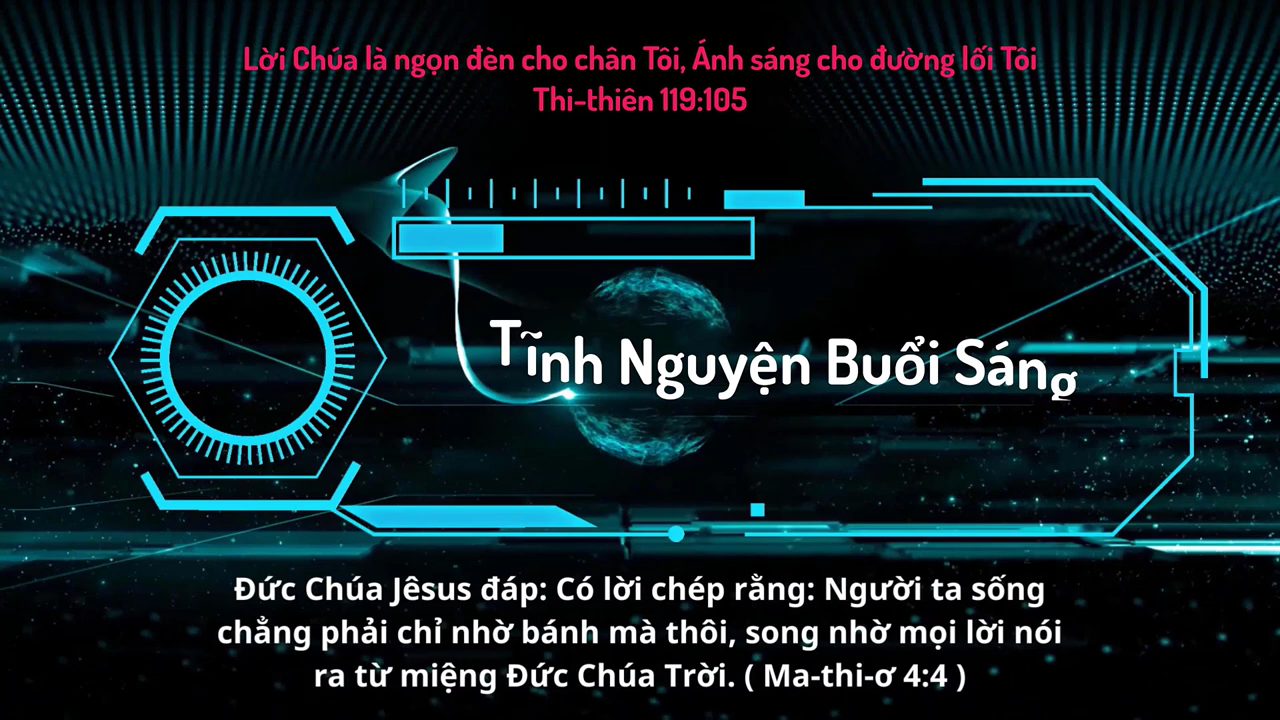 Lời Chúa là ngọn đèn cho chân Tôi, Ánh sáng cho đường lối Tôi
Thi-thiên 119:105
Tĩnh Nguyện Buổi Sáng
Đức Chúa Jêsus đáp: Có lời chép rằng: Người ta sống
chẳng phải chỉ nhờ bánh mà thôi, song nhờ mọi lời nói
ra từ miệng Đức Chúa Trời. ( Ma-thi-ơ 4:4 )